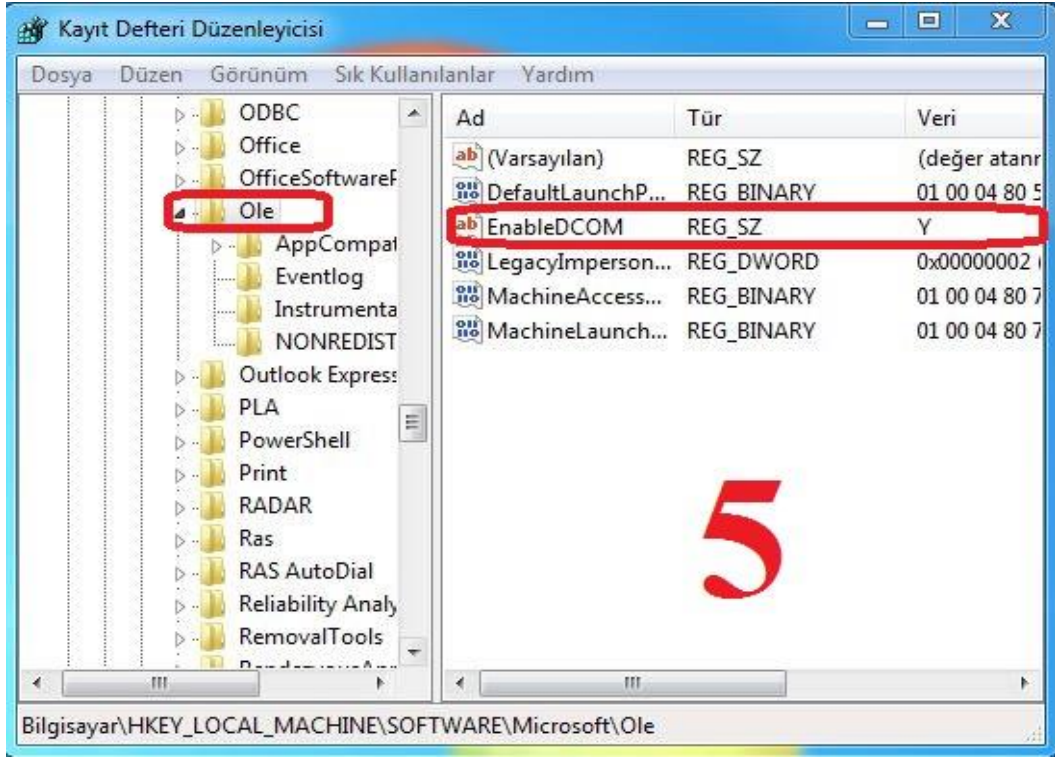 Kayıt Defteri Düzenleyicisi
Dosya Düzen Görünüm Sık Kullanılanlar Yardım
ODBC
Office
OfficeSoftwareP
Ole
AppCompat
Eventlog
Instrumenta
NONREDIST
Outlook Express
PLA
PowerShell
Print
RADAR
Ras
RAS AutoDial
Reliability Analy
RemovalTools
Ad Tür Veri
(Varsayılan) REG_SZ (değer atanm
DefaultLaunchP... REG_BINARY 01 00 04 80 5
EnableDCOM REG_SZ Y
LegacyImperson... REG_DWORD 0x00000002 (
MachineAccess... REG_BINARY 01 00 04 80 7
MachineLaunch... REG_BINARY 01 00 04 80 7
5
Bilgisayar\HKEY_LOCAL_MACHINE\SOFTWARE\Microsoft\Ole